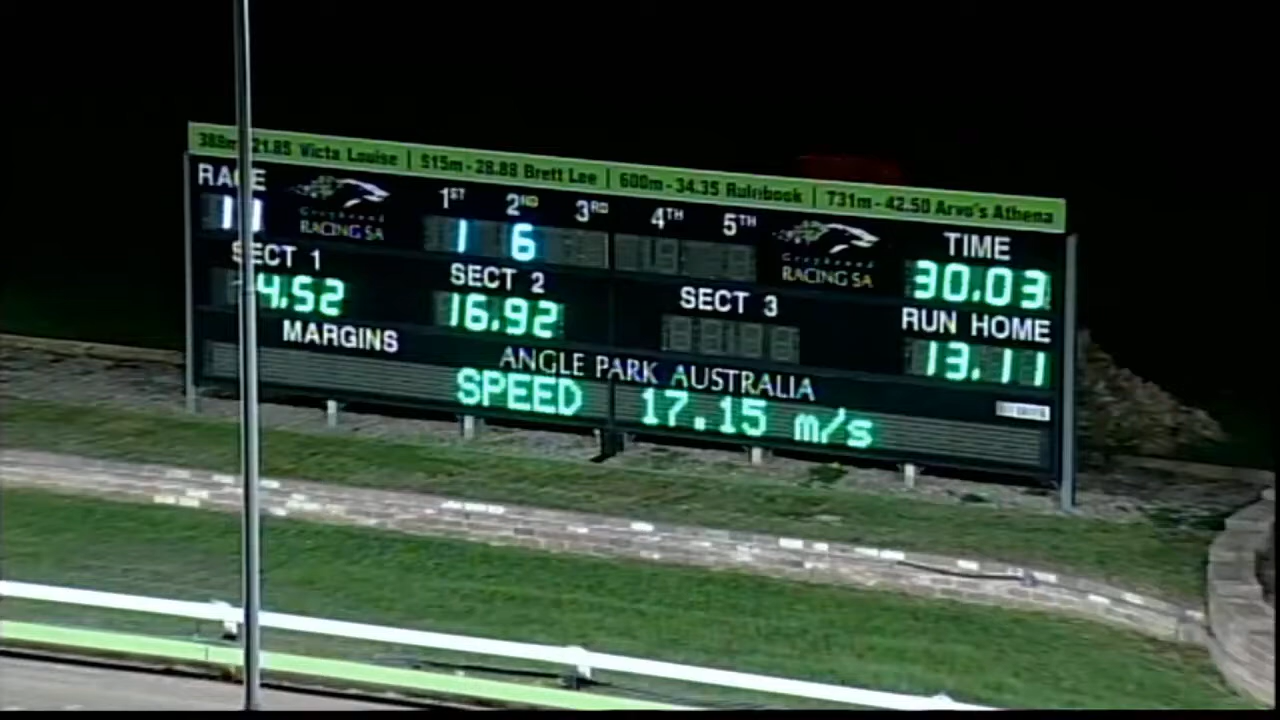 388m-21.85 Victa Louise | 515m-28.88 Brett Lee | 600m-34.35 Rulebook | 731m-42.50 Arvo's Athena
RACE 1ST 2ND 3RD 4TH 5TH TIME
Greyhound RACING SA 1 6 Greyhound RACING SA 30.03
SECT 1 SECT 2 SECT 3 RUN HOME
4.52 16.92 13.11
MARGINS ANGLE PARK AUSTRALIA
SPEED 17.15 m/s